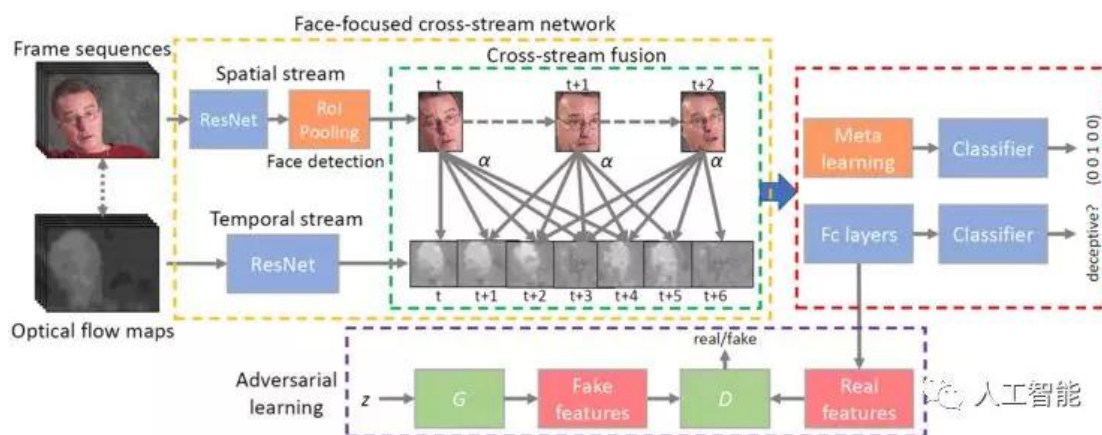 Face-focused cross-stream network
Frame sequences
Cross-stream fusion
Spatial stream
t
t+1
t+2
ResNet
RoI
Pooling
Face detection
α
α
α
Temporal stream
ResNet
t
t+1
t+2
t+3
t+4
t+5
t+6
Optical flow maps
Meta
learning
Classifier
(0 0 1 0 0)
Fc layers
Classifier
deceptive?
real/fake
Adversarial
learning
z
G
Fake
features
D
Real
features
人工智能